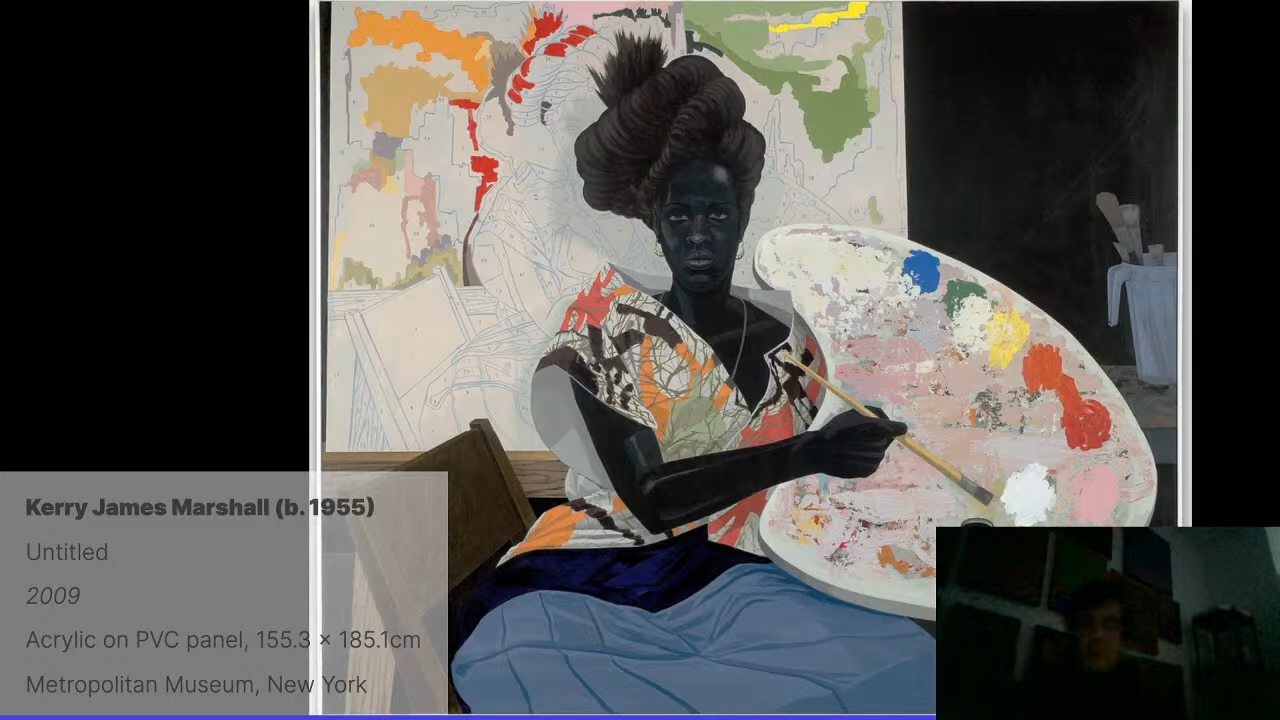 Kerry James Marshall (b. 1955)
Untitled
2009
Acrylic on PVC panel, 155.3 × 185.1cm
Metropolitan Museum, New York